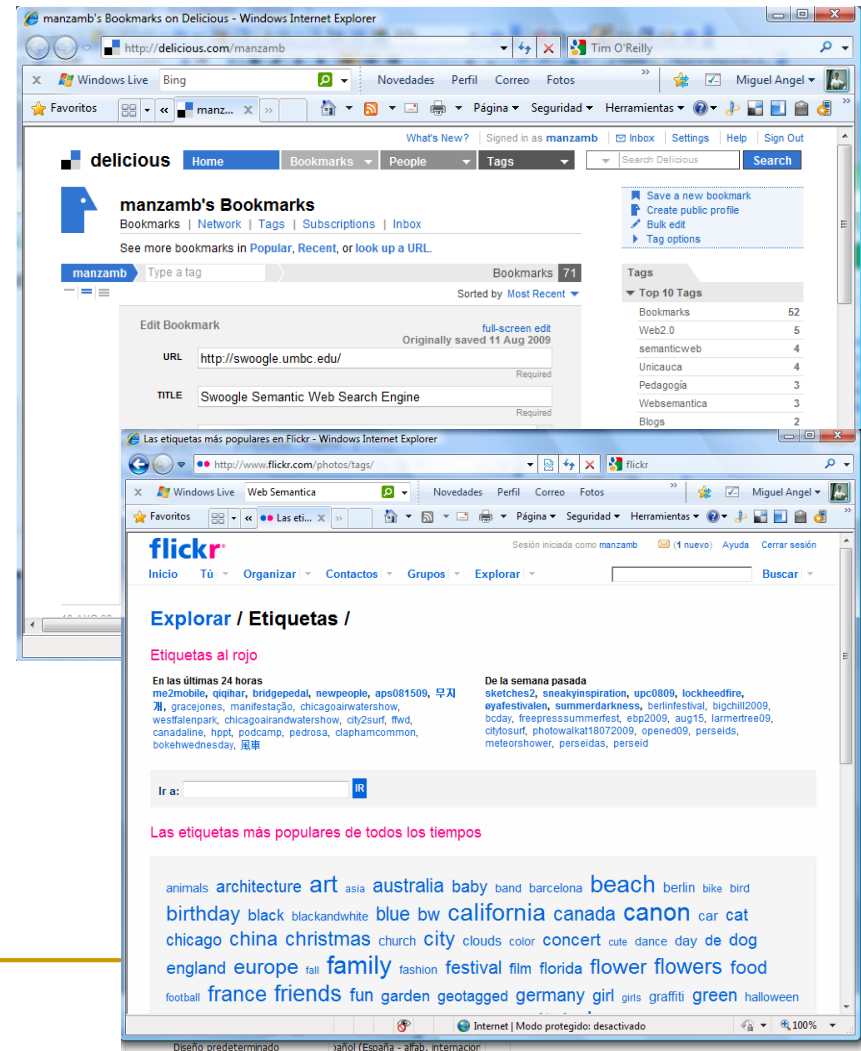 manzamb's Bookmarks on Delicious - Windows Internet Explorer
http://delicious.com/manzamb
Tim O'Reilly
x Windows Live Bing Novedades Perfil Correo Fotos » Miguel Angel
Favoritos « manz... x » Página Seguridad Herramientas »
What's New? Signed in as manzamb Inbox Settings Help Sign Out
delicious Home Bookmarks People Tags Search Delicious Search
manzamb's Bookmarks
Bookmarks | Network | Tags | Subscriptions | Inbox
See more bookmarks in Popular, Recent, or look up a URL.
Save a new bookmark
Create public profile
Bulk edit
Tag options
manzamb Type a tag Bookmarks 71
Sorted by Most Recent
Tags
Top 10 Tags
Bookmarks 52
Web2.0 5
semanticweb 4
Unicauca 4
Pedagogía 3
Websemantica 3
Blogs 2
Edit Bookmark full-screen edit
Originally saved 11 Aug 2009
URL http://swoogle.umbc.edu/
Required
TITLE Swoogle Semantic Web Search Engine
Required
Las etiquetas más populares en Flickr - Windows Internet Explorer
http://www.flickr.com/photos/tags/
flickr
x Windows Live Web Semantica Novedades Perfil Correo Fotos » Miguel Angel
Favoritos « Las eti... x » Página Seguridad Herramientas »
flickr Sesión iniciada como manzamb (1 nuevo) Ayuda Cerrar sesión
Inicio Tú Organizar Contactos Grupos Explorar Buscar
Explorar / Etiquetas /
Etiquetas al rojo
En las últimas 24 horas
me2mobile, qiqihar, bridgepedal, newpeople, aps081509, 무지
개, gracejones, manifestação, chicagoairwatershow,
westfalenpark, chicagoairandwatershow, city2surf, ffwd,
canadaline, hppt, podcamp, pedrosa, claphamcommon,
bokehwednesday, 風車
De la semana pasada
sketches2, sneakyinspiration, upc0809, lockheedfire,
øyafestivalen, summerdarkness, berlinfestival, bigchill2009,
bcday, freepresssummerfest, ebp2009, aug15, larmertree09,
citytosurf, photowalkat18072009, opened09, perseids,
meteorshower, perseidas, perseid
Ir a: IR
Las etiquetas más populares de todos los tiempos
animals architecture art asia australia baby band barcelona beach berlin bike bird
birthday black blackandwhite blue bw california canada canon car cat
chicago china christmas church city clouds color concert cute dance day de dog
england europe fall family fashion festival film florida flower flowers food
football france friends fun garden geotagged germany girl girls graffiti green halloween
Internet | Modo protegido: desactivado 100%
Diseño predeterminado